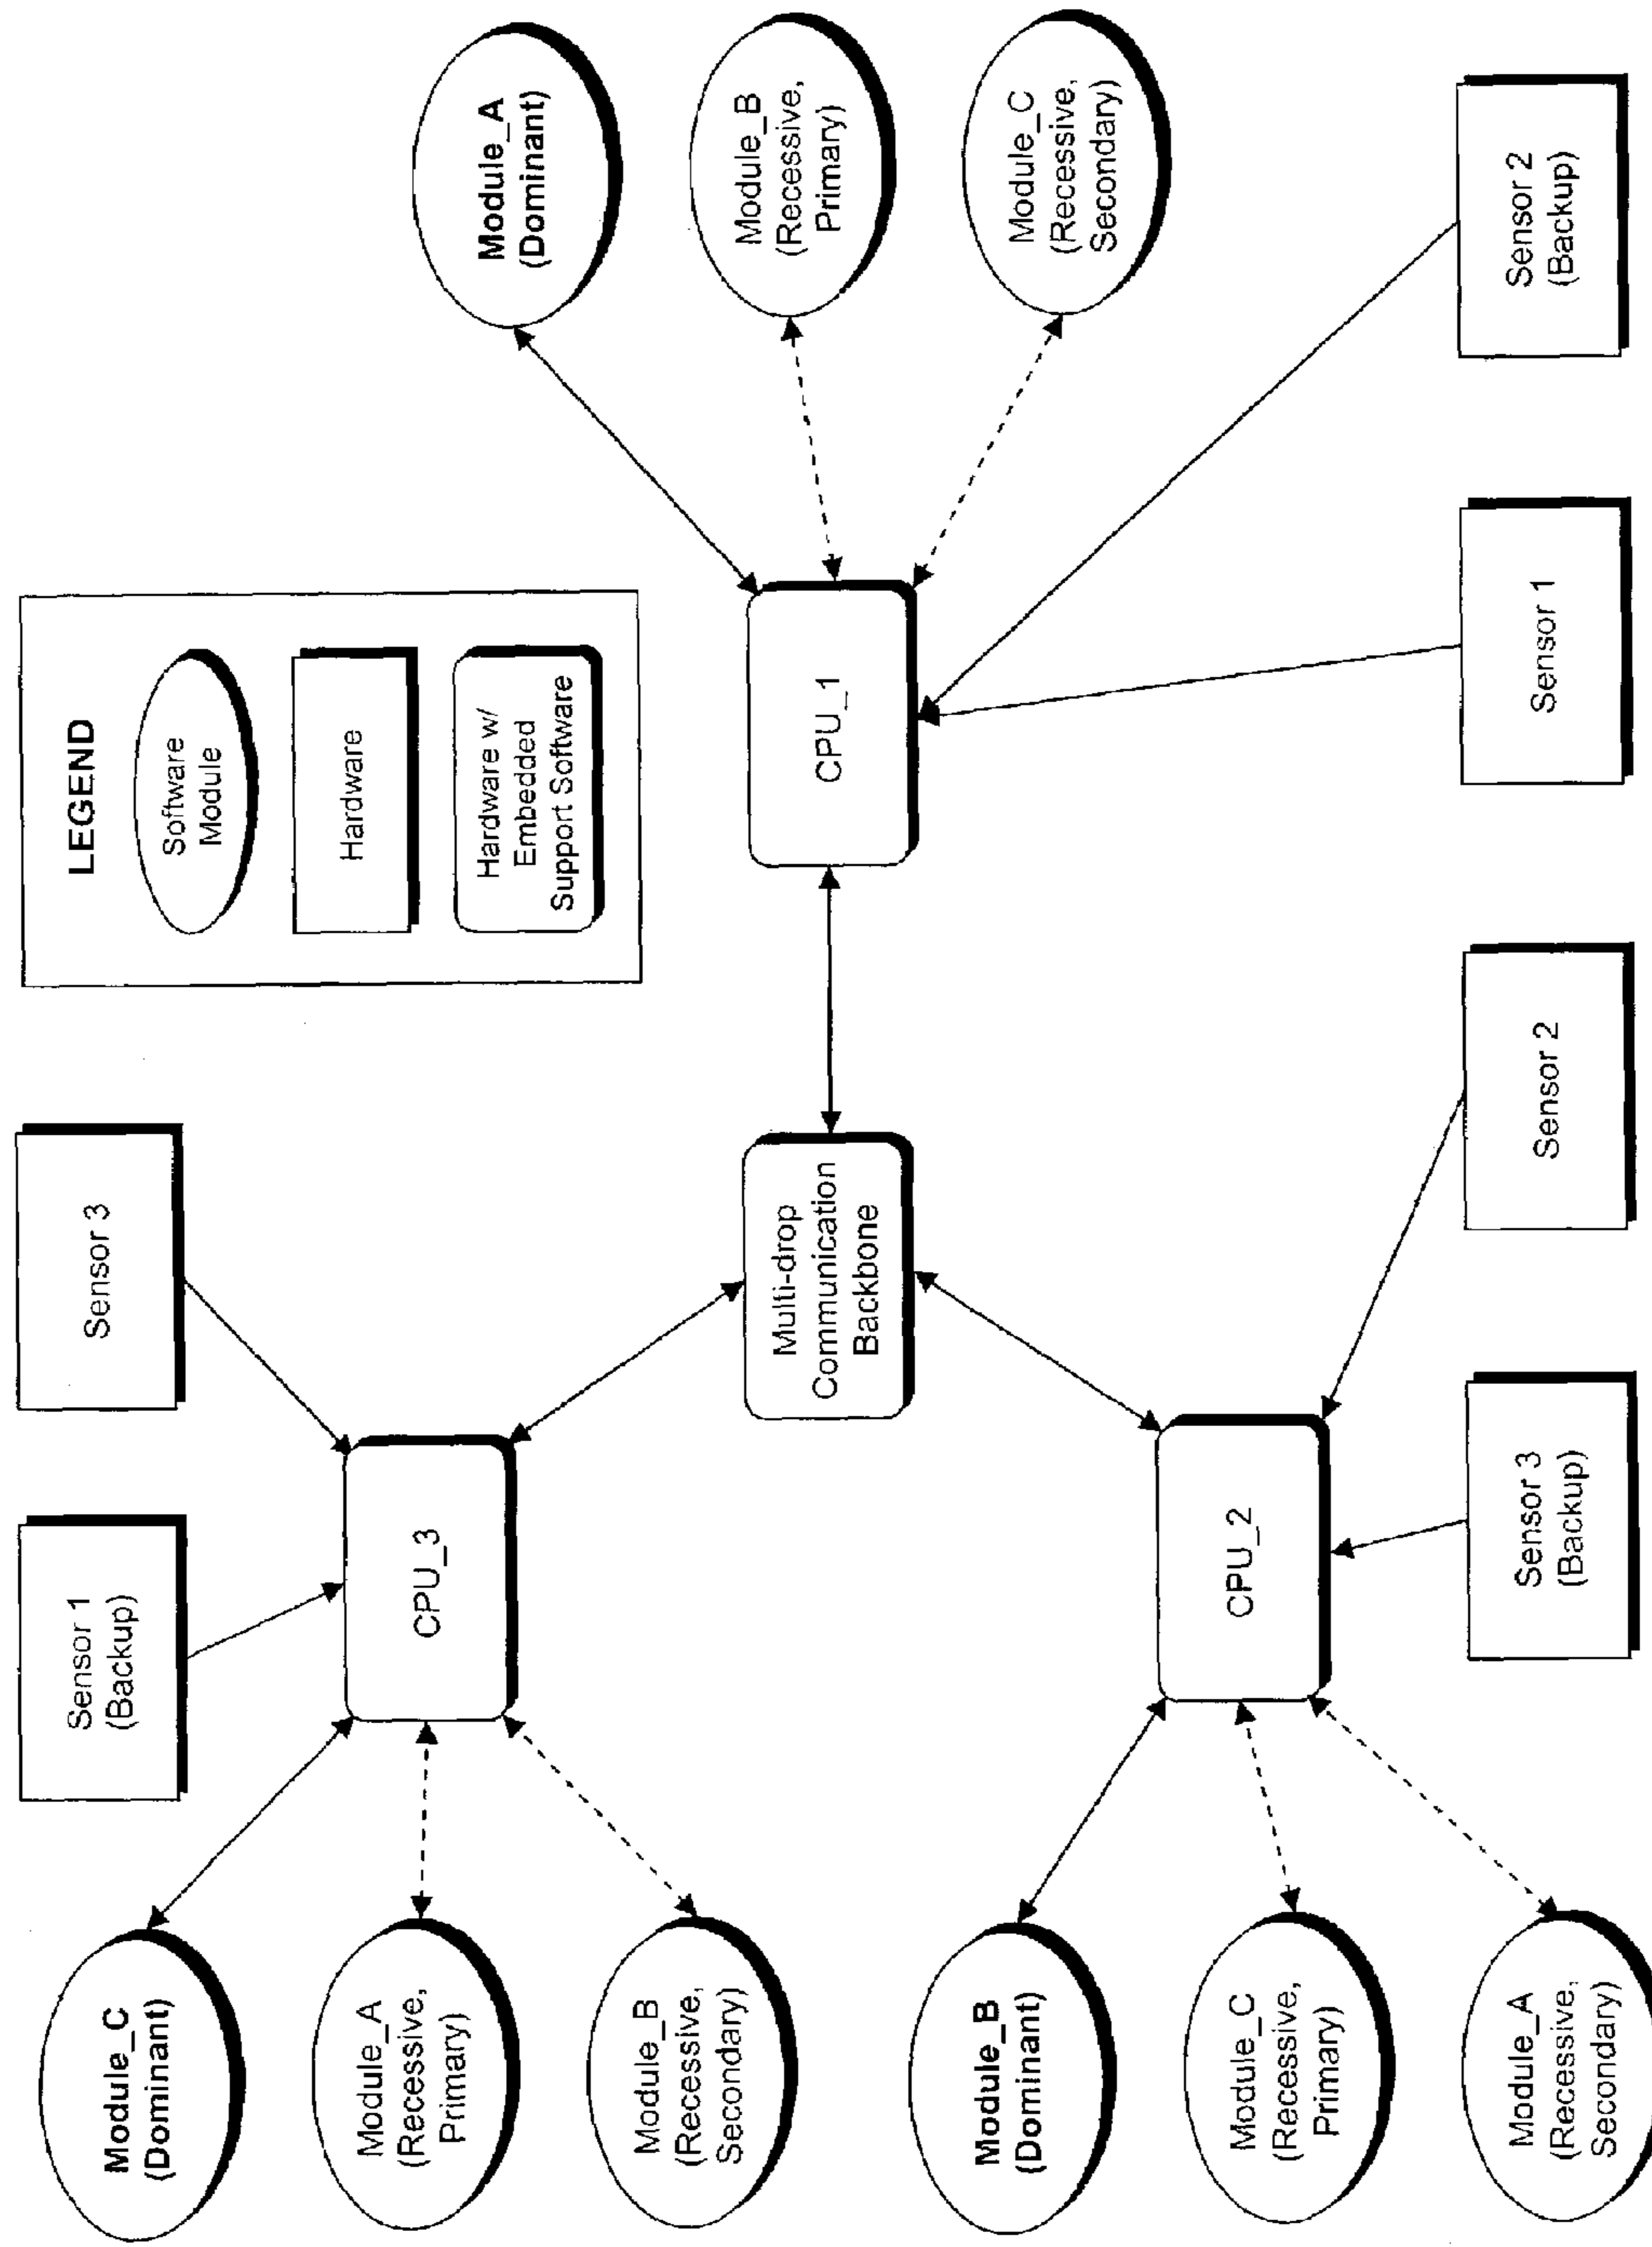 Module_C
(Dominant)
Sensor 1
(Backup)
Sensor 3
LEGEND
Software
Module
Hardware
Hardware w/
Embedded
Support Software
Module_A
(Recessive,
Primary)
CPU_3
Module_B
(Recessive,
Secondary)
Module_A
(Dominant)
Module_B
(Recessive,
Primary)
Module_C
(Recessive,
Secondary)
Multi-drop
Communication
Backbone
CPU_1
Module_B
(Dominant)
Module_C
(Recessive,
Primary)
CPU_2
Module_A
(Recessive,
Secondary)
Sensor 3
(Backup)
Sensor 2
Sensor 1
Sensor 2
(Backup)